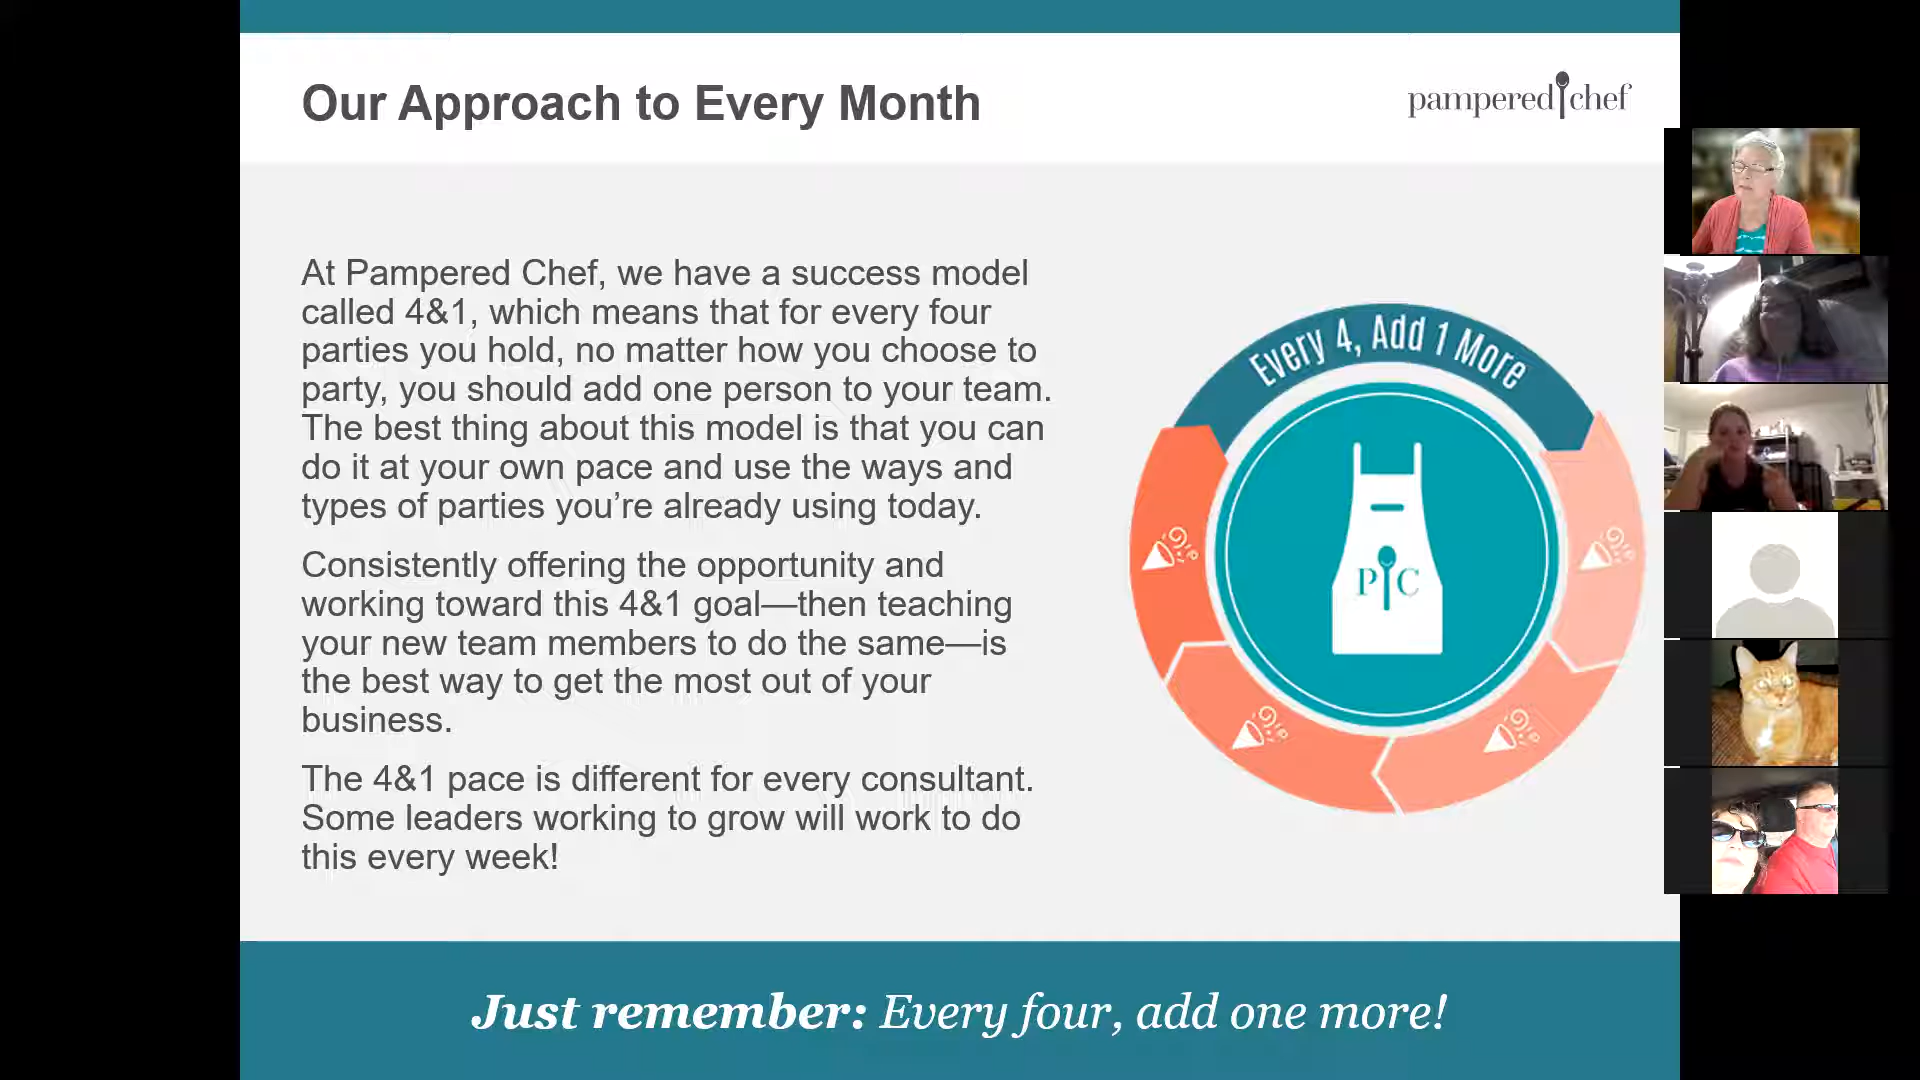 Our Approach to Every Month
pampered chef
At Pampered Chef, we have a success model
called 4&1, which means that for every four
parties you hold, no matter how you choose to
party, you should add one person to your team.
The best thing about this model is that you can
do it at your own pace and use the ways and
types of parties you’re already using today.
Consistently offering the opportunity and
working toward this 4&1 goal—then teaching
your new team members to do the same—is
the best way to get the most out of your
business.
The 4&1 pace is different for every consultant.
Some leaders working to grow will work to do
this every week!
Every 4, Add 1 More
PC
Just remember: Every four, add one more!